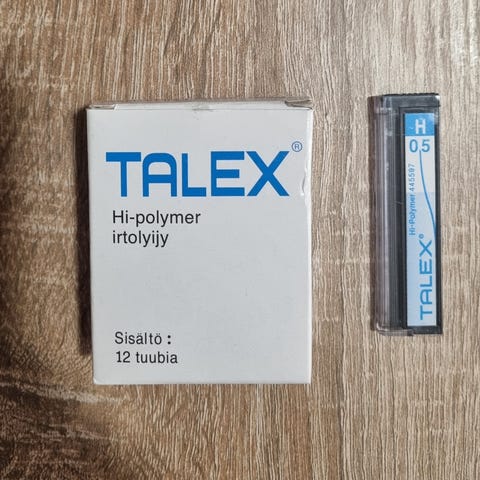 TALEX®
Hi-polymer
irtolyijy
Sisältö :
12 tuubia
H
0,5
Hi-Polymer 445597
TALEX®